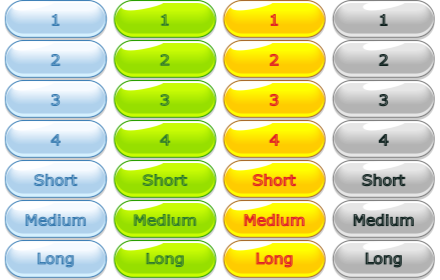 1 1 1 1
2 2 2 2
3 3 3 3
4 4 4 4
Short Short Short Short
Medium Medium Medium Medium
Long Long Long Long